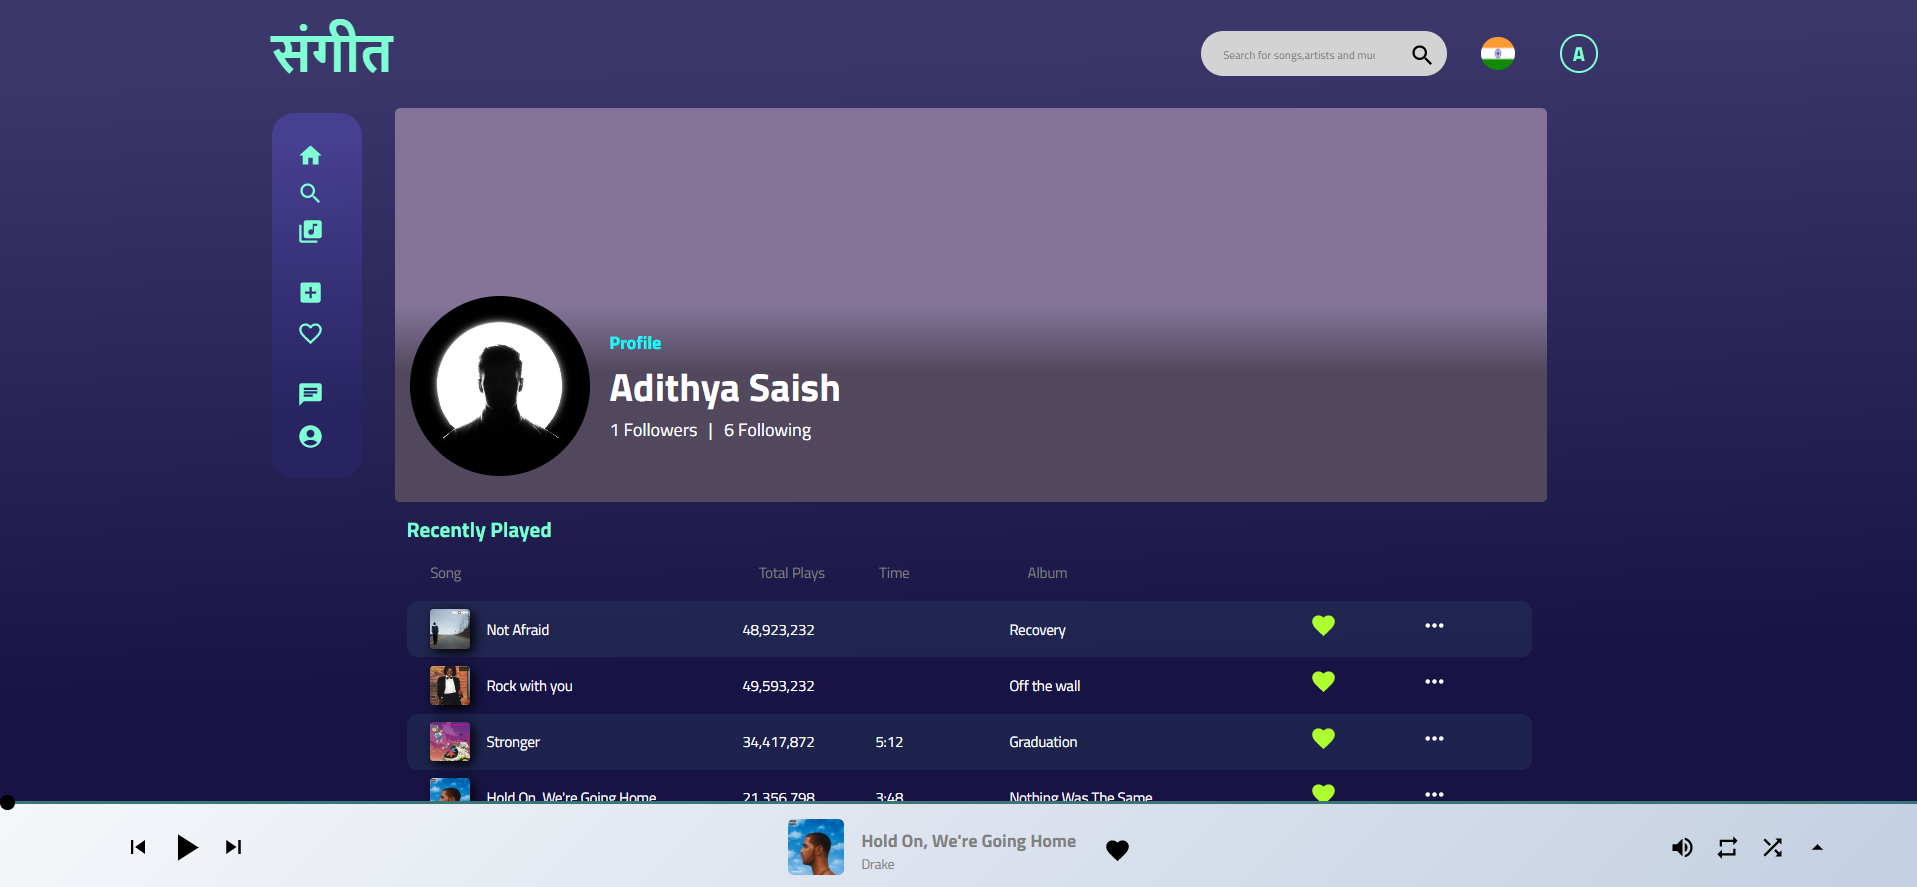 संगीत
Search for songs,artists and mu
A
Profile
Adithya Saish
1 Followers | 6 Following
Recently Played
Song Total Plays Time Album
Not Afraid 48,923,232 Recovery
Rock with you 49,593,232 Off the wall
Stronger 34,417,872 5:12 Graduation
Hold On, We're Going Home 21,356,798 3:48 Nothing Was The Same
Hold On, We're Going Home
Drake